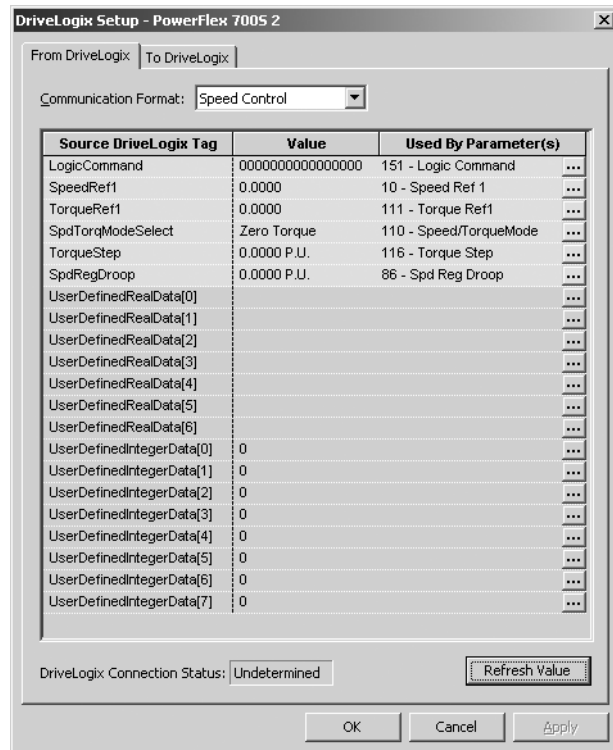 DriveLogix Setup - PowerFlex 700S 2
From DriveLogix To DriveLogix
Communication Format: Speed Control
Source DriveLogix Tag Value Used By Parameter(s)
LogicCommand 0000000000000000 151 - Logic Command ...
SpeedRef1 0.0000 10 - Speed Ref 1 ...
TorqueRef1 0.0000 111 - Torque Ref1 ...
SpdTorqModeSelect Zero Torque 110 - Speed/TorqueMode ...
TorqueStep 0.0000 P.U. 116 - Torque Step ...
SpdRegDroop 0.0000 P.U. 86 - Spd Reg Droop ...
UserDefinedRealData[0] ...
UserDefinedRealData[1] ...
UserDefinedRealData[2] ...
UserDefinedRealData[3] ...
UserDefinedRealData[4] ...
UserDefinedRealData[5] ...
UserDefinedRealData[6] ...
UserDefinedIntegerData[0] 0 ...
UserDefinedIntegerData[1] 0 ...
UserDefinedIntegerData[2] 0 ...
UserDefinedIntegerData[3] 0 ...
UserDefinedIntegerData[4] 0 ...
UserDefinedIntegerData[5] 0 ...
UserDefinedIntegerData[6] 0 ...
UserDefinedIntegerData[7] 0 ...
DriveLogix Connection Status: Undetermined Refresh Value
OK Cancel Apply